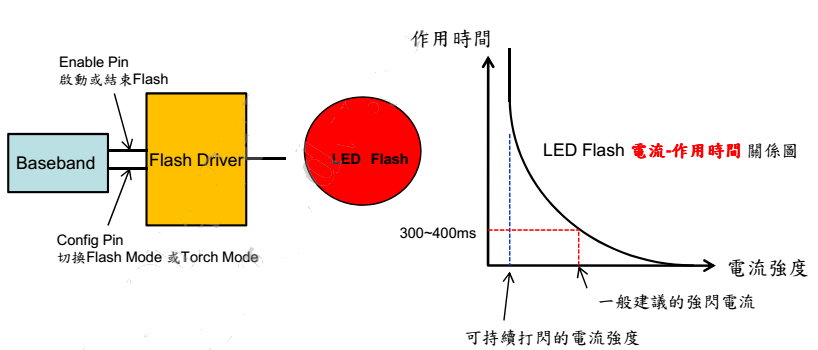 Enable Pin
啟動或結束Flash
Baseband
Flash Driver
LED Flash
Config Pin
切換Flash Mode 或Torch Mode
作用時間
LED Flash 電流-作用時間 關係圖
300~400ms
電流強度
一般建議的強閃電流
可持續打閃的電流強度